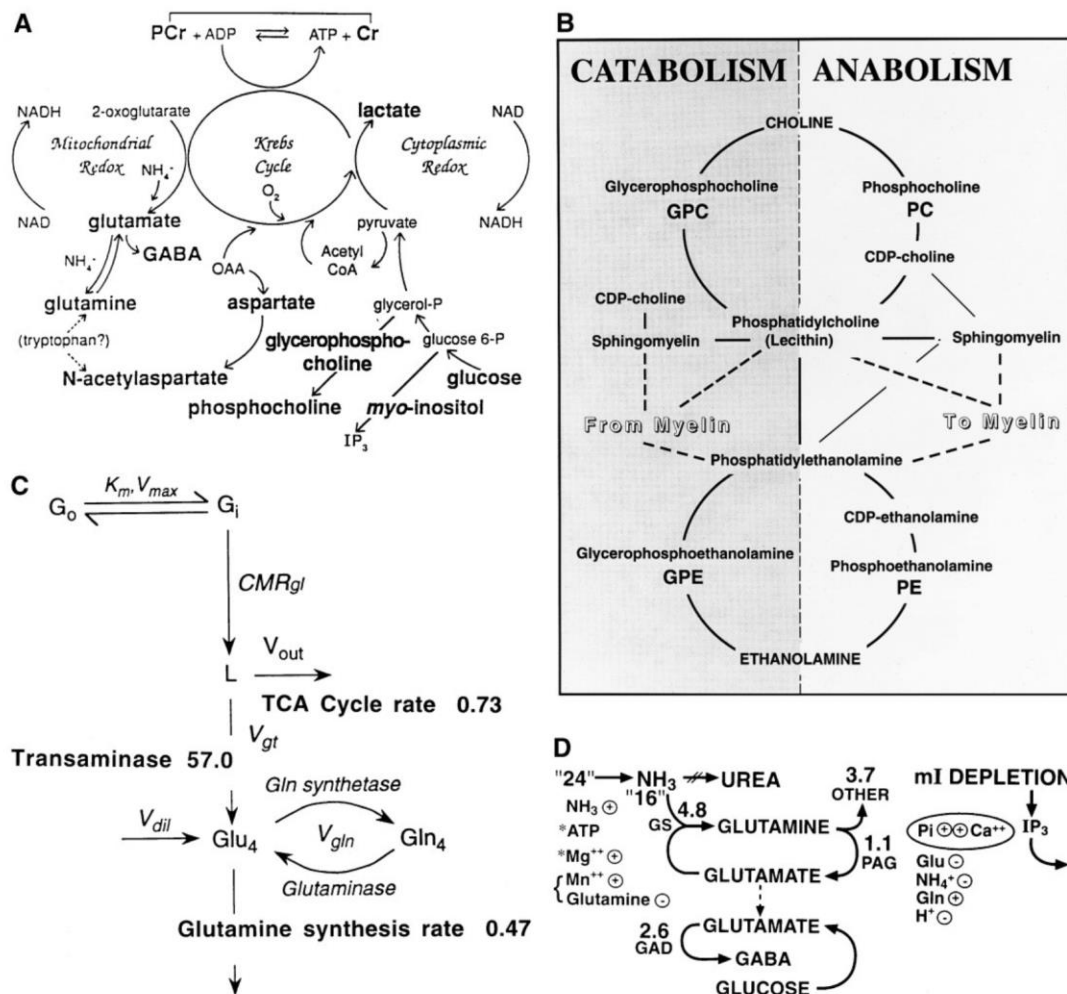 A
PCr + ADP ⇌ ATP + Cr
NADH
2-oxoglutarate
lactate
NAD
Mitochondrial
Redox
Krebs
Cycle
Cytoplasmic
Redox
NH₄⁺
O₂
NAD
glutamate
pyruvate
NADH
NH₄⁺
GABA
OAA
Acetyl
CoA
glutamine
aspartate
glycerol-P
(tryptophan?)
glycerophospho-
choline
glucose 6-P
N-acetylaspartate
glucose
phosphocholine
myo-inositol
IP₃
B
CATABOLISM
ANABOLISM
CHOLINE
Glycerophosphocholine
GPC
Phosphocholine
PC
CDP-choline
CDP-choline
Phosphatidylcholine
(Lecithin)
Sphingomyelin
Sphingomyelin
From Myelin
To Myelin
Phosphatidylethanolamine
CDP-ethanolamine
Glycerophosphoethanolamine
GPE
Phosphoethanolamine
PE
ETHANOLAMINE
C
Kₘ,Vₘₐₓ
Gₒ
Gᵢ
CMRgl
L
Vout
TCA Cycle rate 0.73
Vgt
Transaminase 57.0
Gln synthetase
Vdil
Glu₄
Vgln
Gln₄
Glutaminase
Glutamine synthesis rate 0.47
D
"24"
NH₃
UREA
3.7
OTHER
mI DEPLETION
"16"
NH₃ ⊕
4.8
GS
GLUTAMINE
Pi ⊕⊕ Ca⁺⁺
IP₃
*ATP
1.1
PAG
*Mg⁺⁺ ⊕
Glu ⊖
Mn⁺⁺ ⊕
GLUTAMATE
NH₄⁺ ⊖
Glutamine ⊖
Gln ⊕
H⁺ ⊖
2.6
GAD
GLUTAMATE
GABA
GLUCOSE